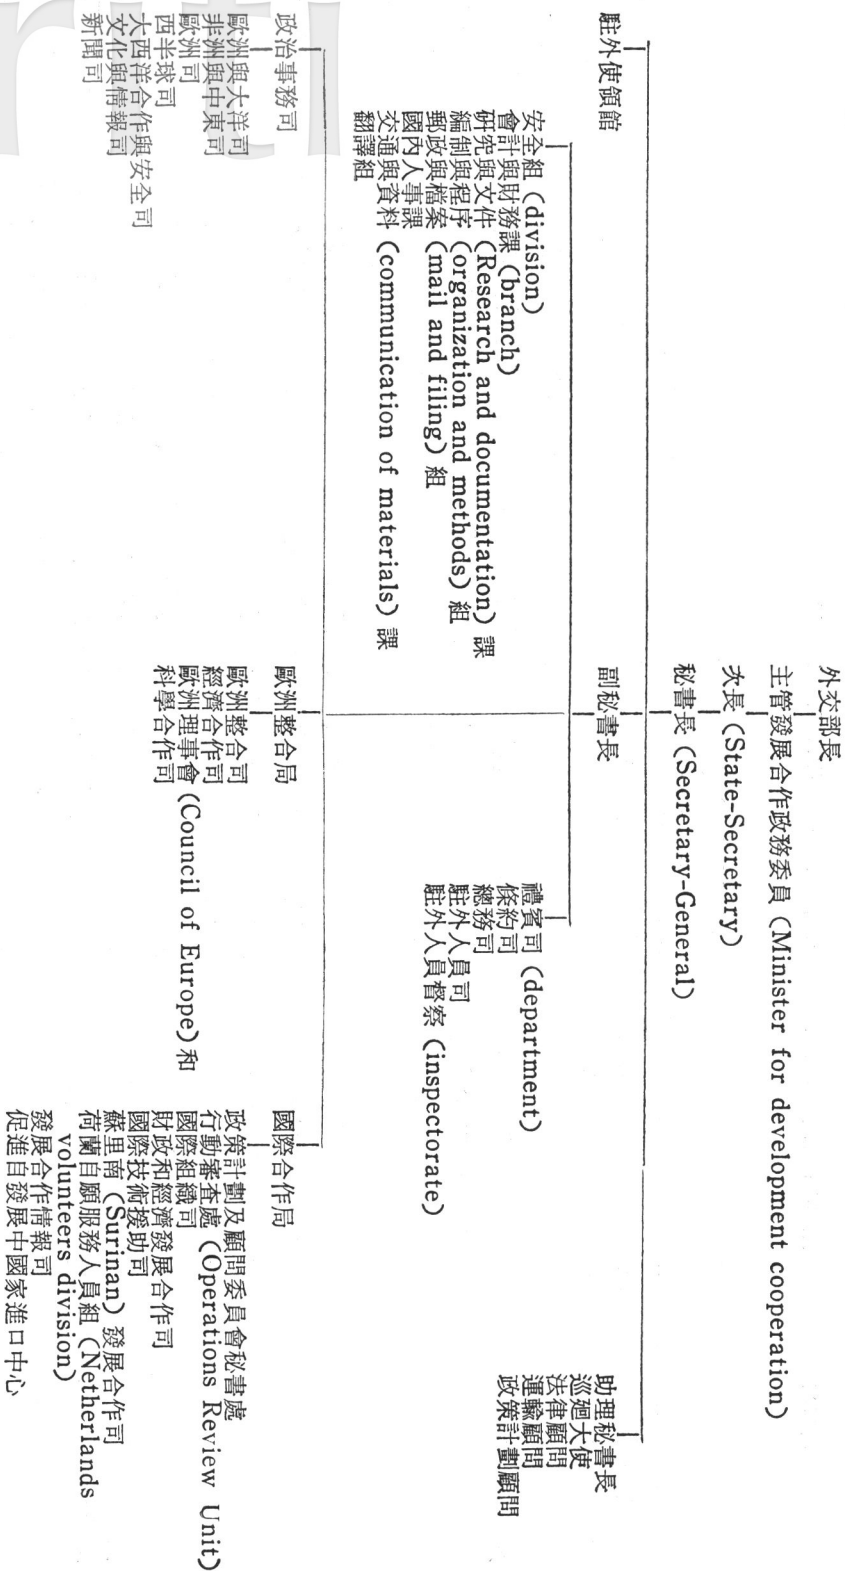 外交部長
主管發展合作政務委員 (Minister for development cooperation)
次長 (State-Secretary)
秘書長 (Secretary-General)
駐外使領館
副秘書長
助理秘書長
巡廻大使
法律顧問
運輸顧問
政策計劃顧問
安全組 (division)
會計與財務課 (branch)
研究與文件 (Research and documentation) 課
編制與程序 (organization and methods) 組
郵政與檔案 (mail and filing) 組
國內人事課
交通與資料 (communication of materials) 課
翻譯組
禮賓司 (department)
條約司
總務司
駐外人員司
駐外人員督察 (inspectorate)
政治事務司
歐洲與大洋司
非洲與中東司
歐洲司
西半球司
大西洋合作與安全司
文化與情報司
新聞司
歐洲整合局
歐洲整合司
經濟合作司
歐洲理事會 (Council of Europe) 和
科學合作司
國際合作局
政策計劃及顧問委員會秘書處
行動審查處 (Operations Review Unit)
國際組織司
財政和經濟發展合作司
國際技術援助司
蘇里南 (Surinan) 發展合作司
荷蘭自願服務人員組 (Netherlands
volunteers division)
發展合作情報司
促進自發展中國家進口中心